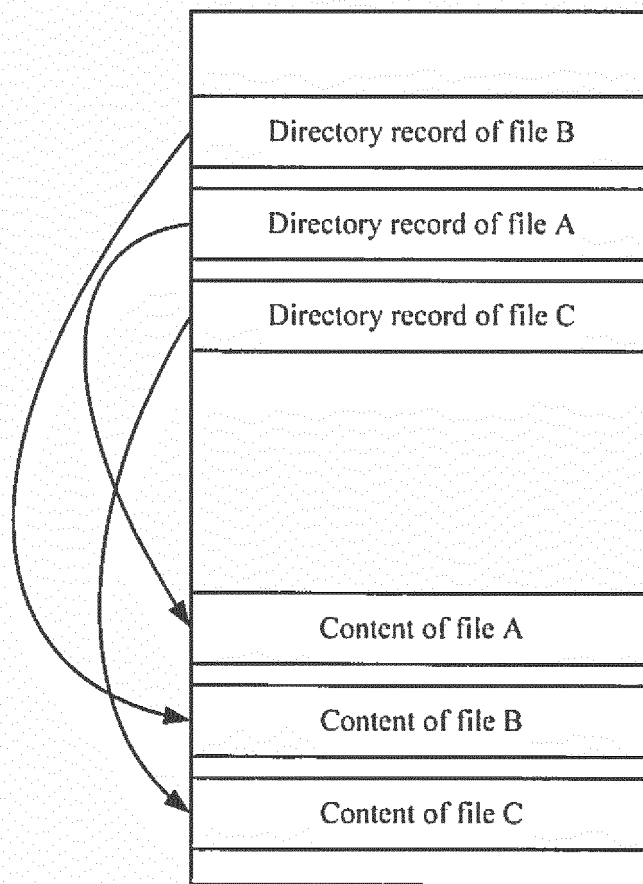 Directory record of file B
Directory record of file A
Directory record of file C
Content of file A
Content of file B
Content of file C